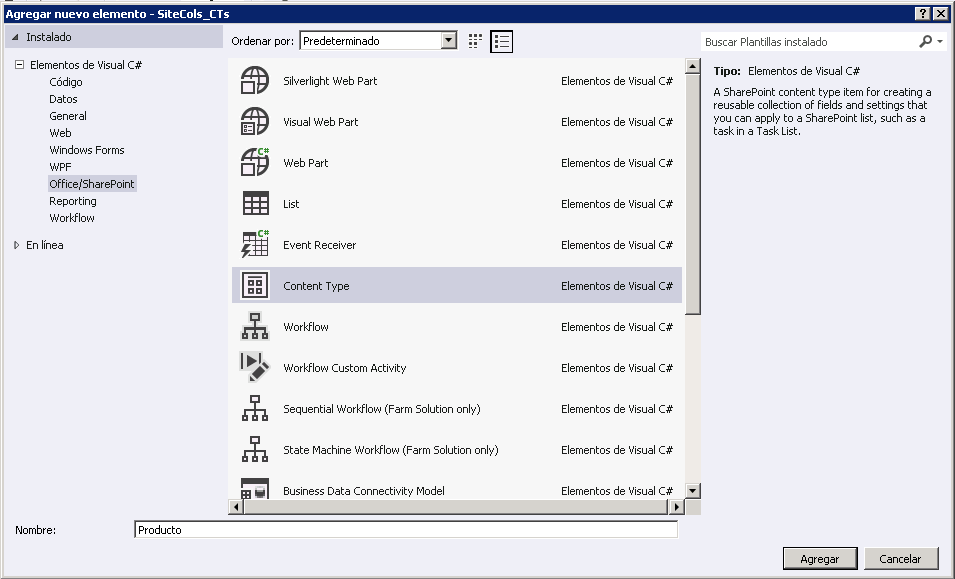 Agregar nuevo elemento - SiteCols_CTs
Instalado
Elementos de Visual C#
Código
Datos
General
Web
Windows Forms
WPF
Office/SharePoint
Reporting
Workflow
En línea
Ordenar por: Predeterminado
Silverlight Web Part Elementos de Visual C#
Visual Web Part Elementos de Visual C#
C#
Web Part Elementos de Visual C#
List Elementos de Visual C#
C#
Event Receiver Elementos de Visual C#
Content Type Elementos de Visual C#
Workflow Elementos de Visual C#
Workflow Custom Activity Elementos de Visual C#
Sequential Workflow (Farm Solution only) Elementos de Visual C#
State Machine Workflow (Farm Solution only) Elementos de Visual C#
Business Data Connectivity Model Elementos de Visual C#
Buscar Plantillas instalado
Tipo: Elementos de Visual C#
A SharePoint content type item for creating a
reusable collection of fields and settings that
you can apply to a SharePoint list, such as a
task in a Task List.
Nombre: Producto
Agregar Cancelar